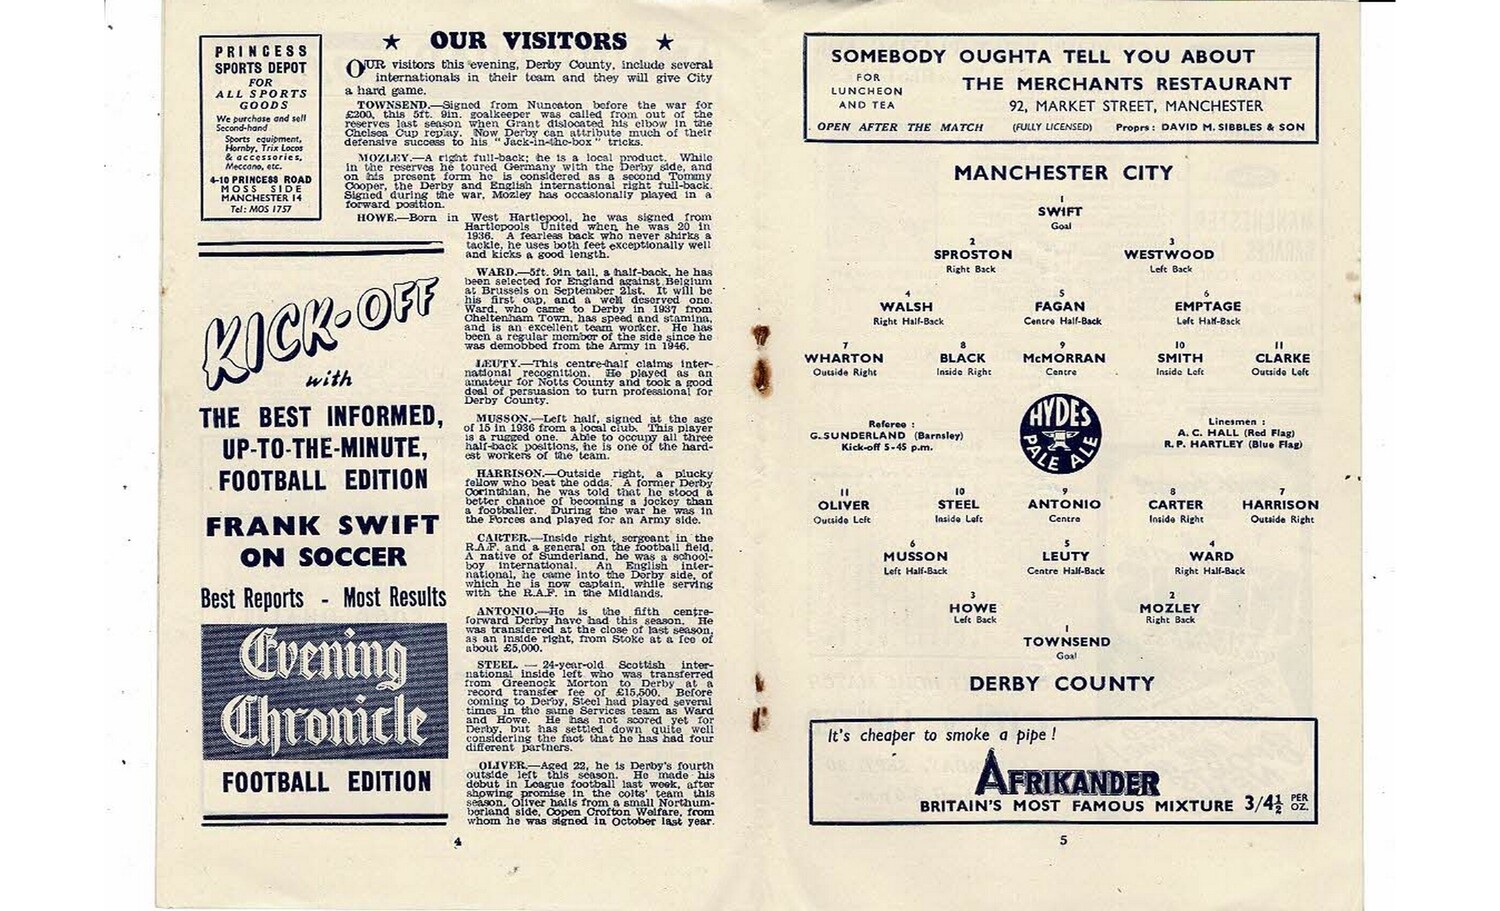 PRINCESS
SPORTS DEPOT
FOR
ALL SPORTS
GOODS
We purchase and sell
Second-hand
Sports equipment,
Hornby, Trix Locos
& accessories,
Meccano, etc.
4-10 PRINCESS ROAD
MOSS SIDE
MANCHESTER 14
Tel: MOS 1757
KICK-OFF
with
THE BEST INFORMED,
UP-TO-THE-MINUTE,
FOOTBALL EDITION
FRANK SWIFT
ON SOCCER
Best Reports - Most Results
Evening
Chronicle
FOOTBALL EDITION
★ OUR VISITORS ★
OUR visitors this evening, Derby County, include several
internationals in their team and they will give City
a hard game.
TOWNSEND.—Signed from Nuneaton before the war for
£200, this 5ft. 9in. goalkeeper was called from out of the
reserves last season when Grant dislocated his elbow in the
Chelsea Cup replay. Now Derby can attribute much of their
defensive success to his "Jack-in-the-box" tricks.
MOZLEY.—A right full-back; he is a local product. While
in the reserves he toured Germany with the Derby side, and
on his present form he is considered as a second Tommy
Cooper, the Derby and English international right full-back.
Signed during the war, Mozley has occasionally played in a
forward position.
HOWE.—Born in West Hartlepool, he was signed from
Hartlepools United when he was 20 in
1936. A fearless back who never shirks a
tackle, he uses both feet exceptionally well
and kicks a good length.
WARD.—5ft. 9in tall, a half-back, he has
been selected for England against Belgium
at Brussels on September 21st. It will be
his first cap, and a well deserved one.
Ward, who came to Derby in 1937 from
Cheltenham Town, has speed and stamina,
and is an excellent team worker. He has
been a regular member of the side since he
was demobbed from the Army in 1946.
LEUTY.—This centre-half claims inter-
national recognition. He played as an
amateur for Notts County and took a good
deal of persuasion to turn professional for
Derby County.
MUSSON.—Left half, signed at the age
of 15 in 1936 from a local club. This player
is a rugged one. Able to occupy all three
half-back positions, he is one of the hard-
est workers of the team.
HARRISON.—Outside right, a plucky
fellow who beat the odds. A former Derby
Corinthian, he was told that he stood a
better chance of becoming a jockey than
a footballer. During the war he was in
the Forces and played for an Army side.
CARTER.—Inside right, sergeant in the
R.A.F. and a general on the football field.
A native of Sunderland, he was a school-
boy international. An English inter-
national, he came into the Derby side, of
which he is now captain, while serving
with the R.A.F. in the Midlands.
ANTONIO.—He is the fifth centre-
forward Derby have had this season. He
was transferred at the close of last season,
as an inside right, from Stoke at a fee of
about £5,000.
STEEL. — 24-year-old Scottish inter-
national inside left who was transferred
from Greenock Morton to Derby at a
record transfer fee of £15,500. Before
coming to Derby, Steel had played several
times in the same Services team as Ward
and Howe. He has not scored yet for
Derby, but has settled down quite well
considering the fact that he has had four
different partners.
OLIVER.—Aged 22, he is Derby's fourth
outside left this season. He made his
debut in League football last week, after
showing promise in the colts' team this
season. Oliver hails from a small Northum-
berland side, Copen Crofton Welfare, from
whom he was signed in October last year.
4
SOMEBODY OUGHTA TELL YOU ABOUT
FOR
LUNCHEON
AND TEA
THE MERCHANTS RESTAURANT
92, MARKET STREET, MANCHESTER
OPEN AFTER THE MATCH (FULLY LICENSED) Proprs: DAVID M. SIBBLES & SON
MANCHESTER CITY
1
SWIFT
Goal
2 3
SPROSTON WESTWOOD
Right Back Left Back
4 5 6
WALSH FAGAN EMPTAGE
Right Half-Back Centre Half-Back Left Half-Back
7 8 9 10 11
WHARTON BLACK McMORRAN SMITH CLARKE
Outside Right Inside Right Centre Inside Left Outside Left
Referee :
G. SUNDERLAND (Barnsley)
Kick-off 5-45 p.m.
HYDES
PALE ALE
Linesmen :
A. C. HALL (Red Flag)
R. P. HARTLEY (Blue Flag)
11 10 9 8 7
OLIVER STEEL ANTONIO CARTER HARRISON
Outside Left Inside Left Centre Inside Right Outside Right
6 5 4
MUSSON LEUTY WARD
Left Half-Back Centre Half-Back Right Half-Back
3 2
HOWE MOZLEY
Left Back Right Back
1
TOWNSEND
Goal
DERBY COUNTY
It's cheaper to smoke a pipe!
AFRIKANDER
BRITAIN'S MOST FAMOUS MIXTURE 3/4½ PER OZ.
5